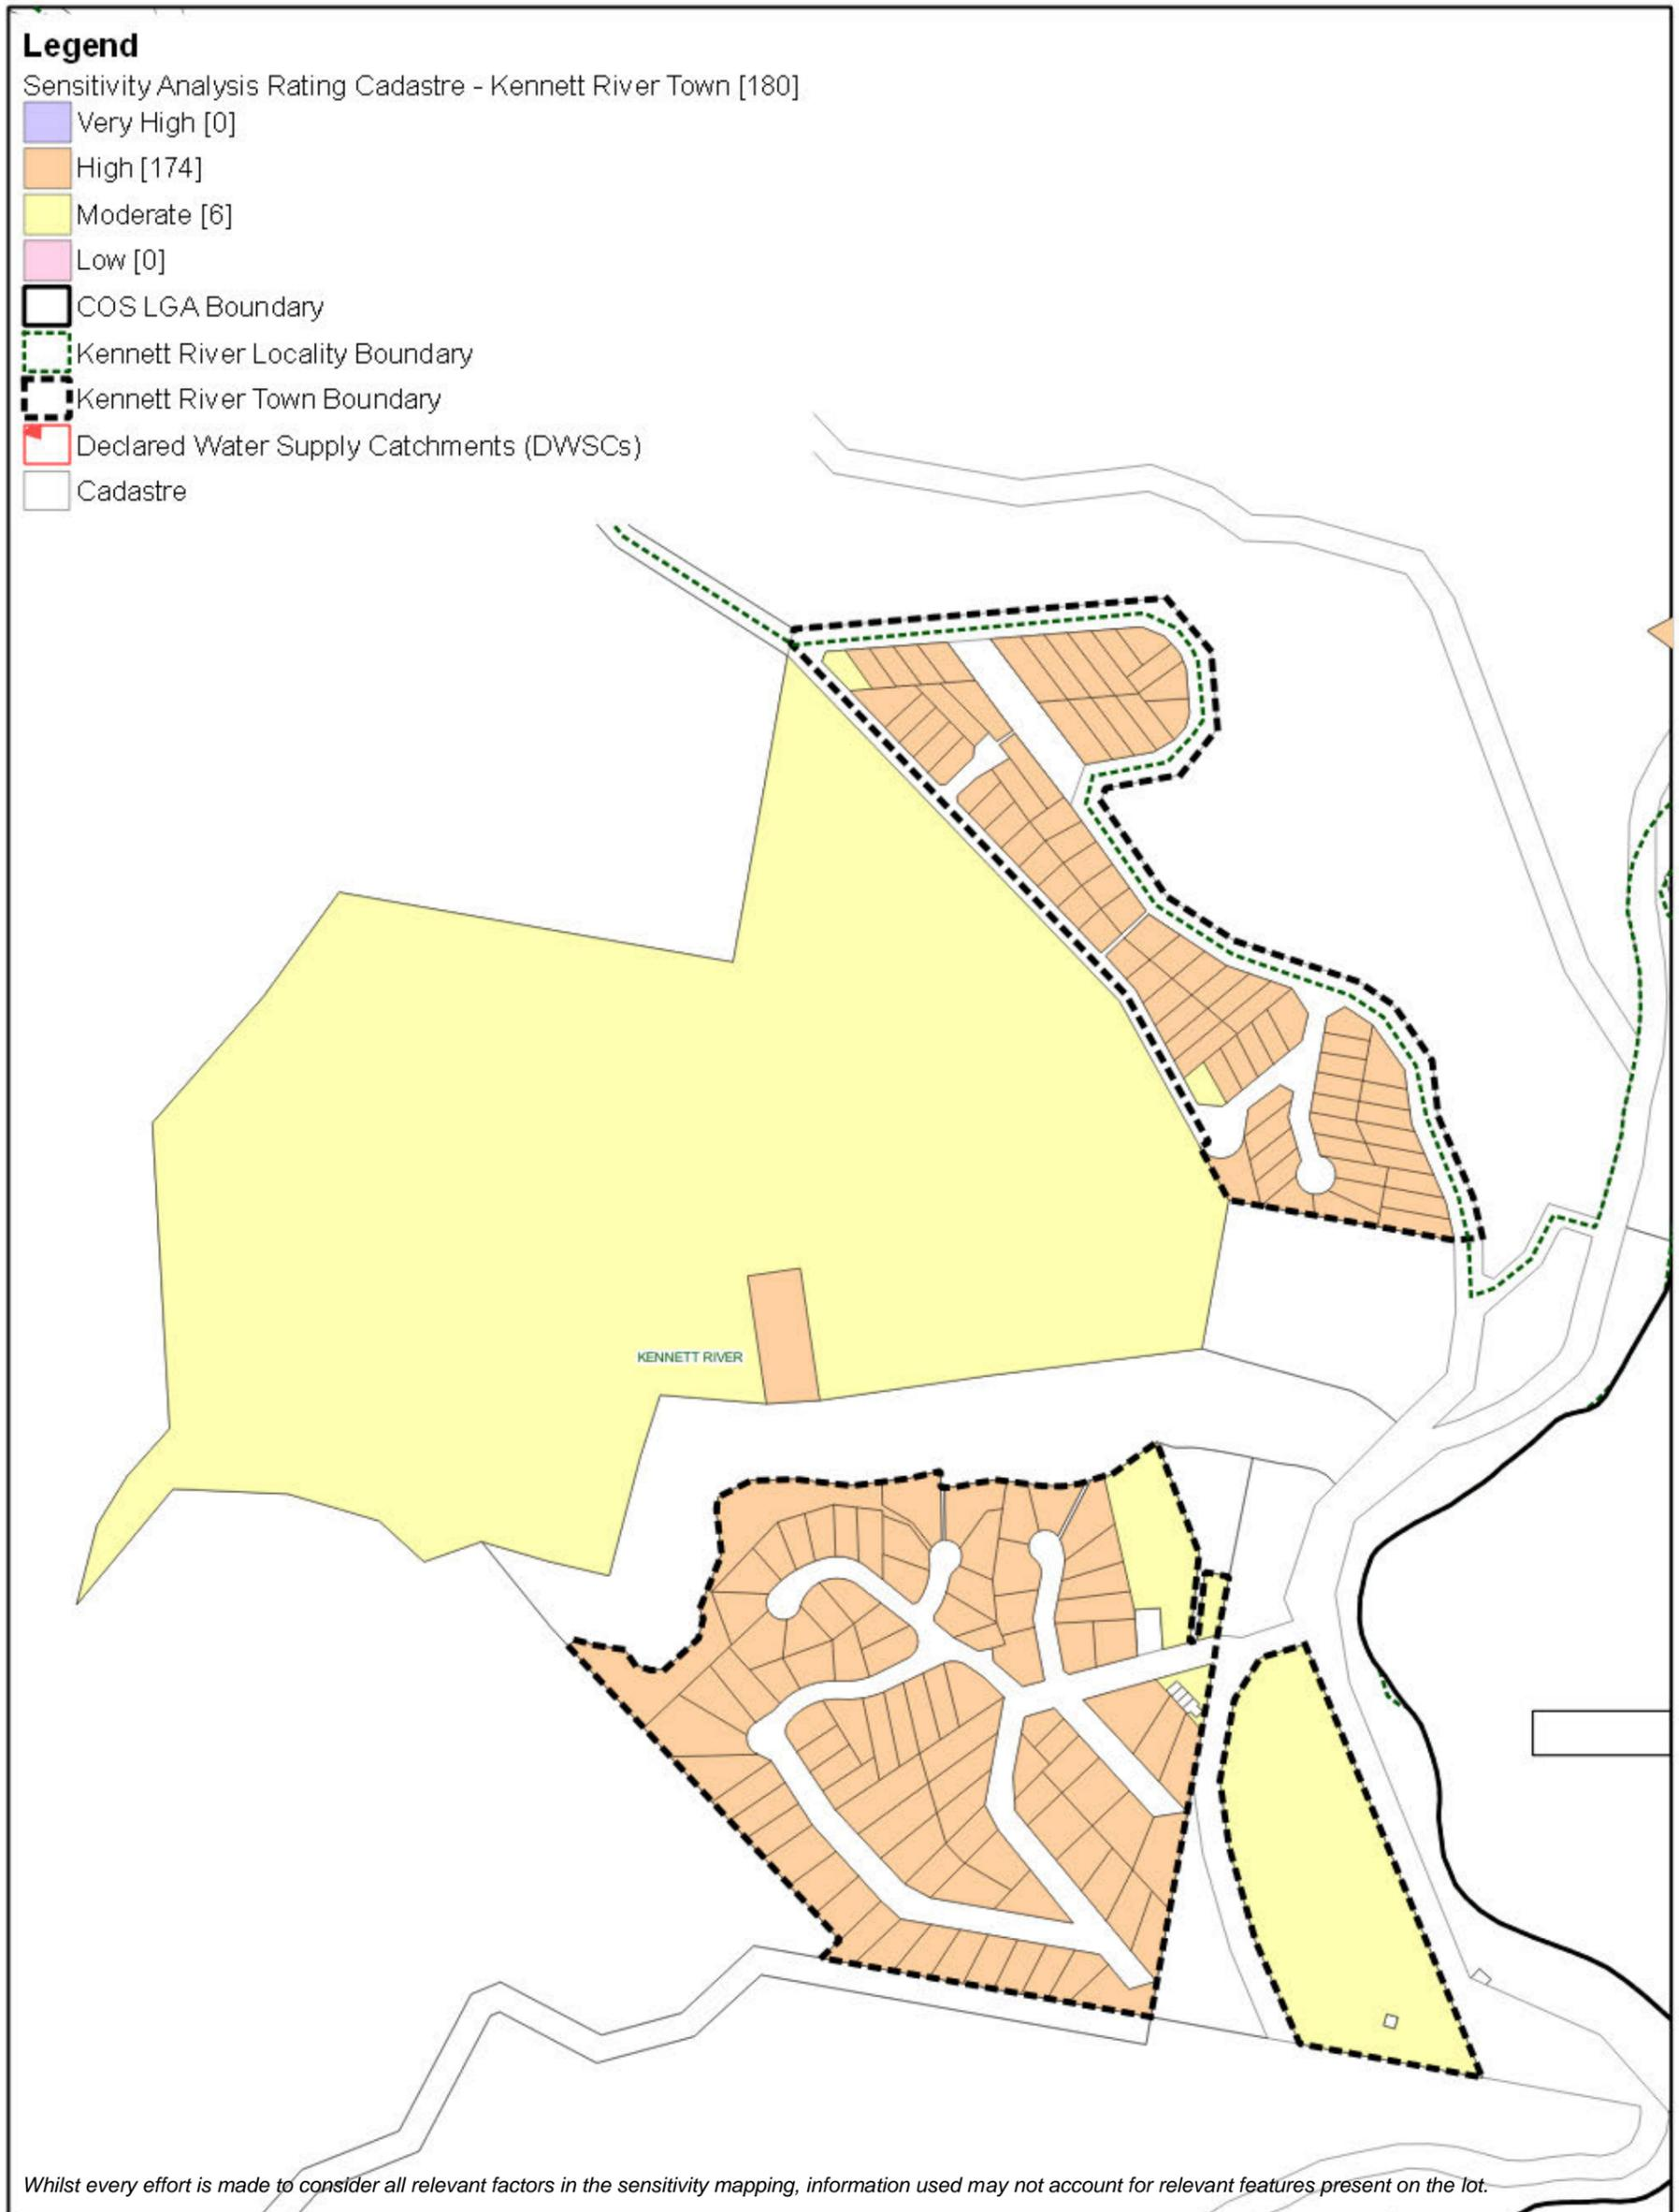 Legend
Sensitivity Analysis Rating Cadastre - Kennett River Town [180]
Very High [0]
High [174]
Moderate [6]
Low [0]
COS LGA Boundary
Kennett River Locality Boundary
Kennett River Town Boundary
Declared Water Supply Catchments (DWSCs)
Cadastre
KENNETT RIVER
Whilst every effort is made to consider all relevant factors in the sensitivity mapping, information used may not account for relevant features present on the lot.